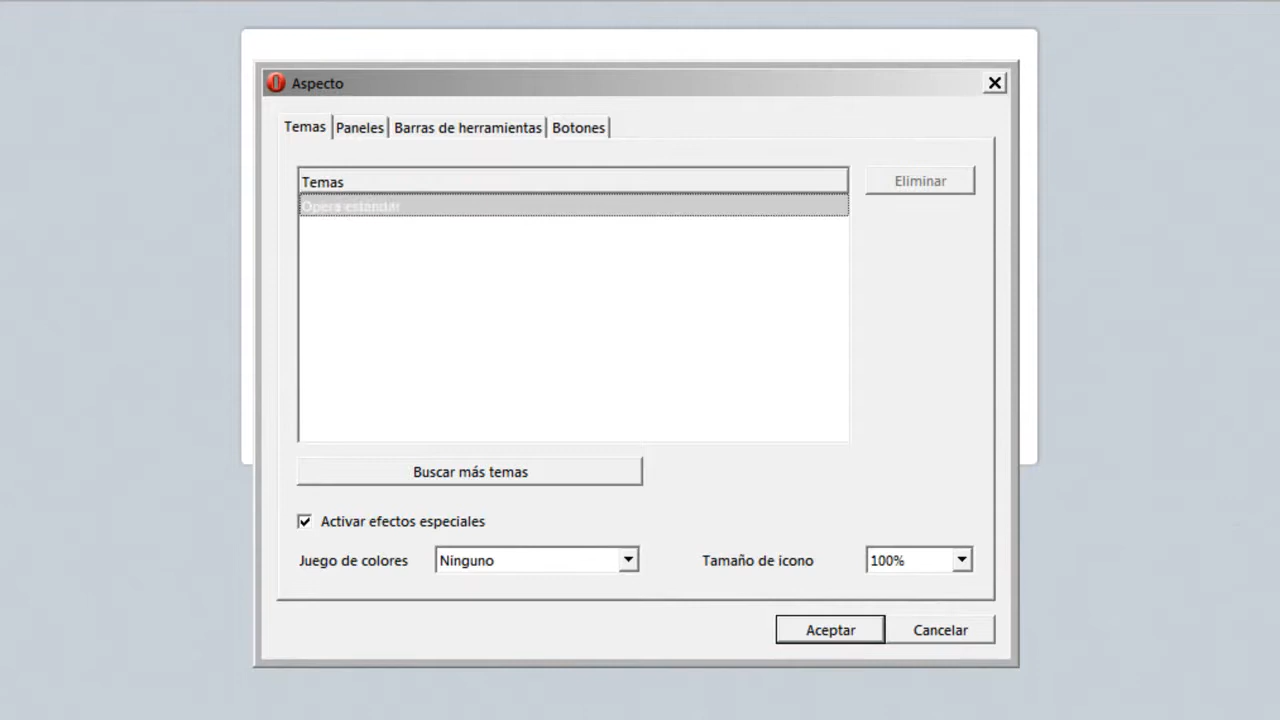 Aspecto
Temas Paneles Barras de herramientas Botones
Temas
Eliminar
Opera estándar
Buscar más temas
Activar efectos especiales
Juego de colores Ninguno Tamaño de icono 100%
Aceptar Cancelar